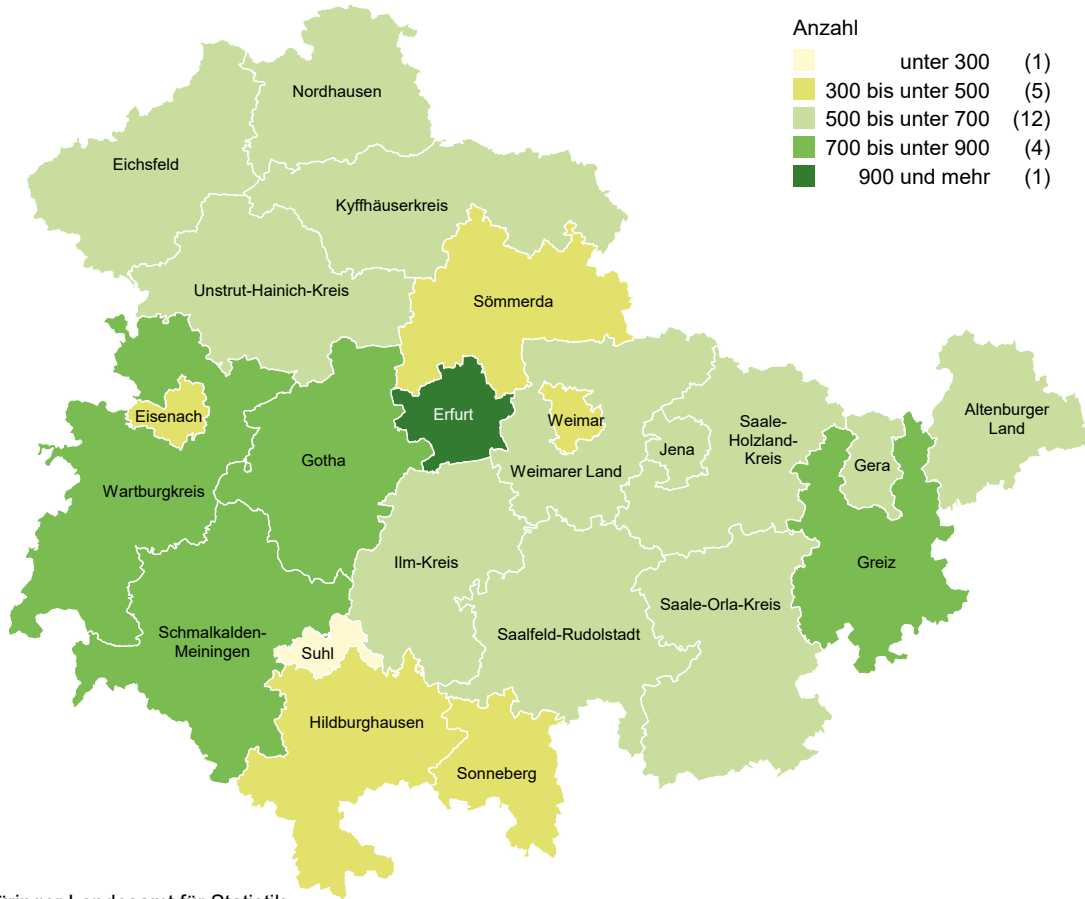 Anzahl
unter 300 (1)
300 bis unter 500 (5)
500 bis unter 700 (12)
700 bis unter 900 (4)
900 und mehr (1)
Nordhausen
Eichsfeld
Kyffhäuserkreis
Unstrut-Hainich-Kreis
Sömmerda
Eisenach
Erfurt
Weimar
Altenburger
Land
Saale-
Holzland-
Kreis
Jena
Gera
Gotha
Weimarer Land
Wartburgkreis
Ilm-Kreis
Greiz
Saale-Orla-Kreis
Schmalkalden-
Meiningen
Saalfeld-Rudolstadt
Suhl
Hildburghausen
Sonneberg
Landesamt für Statistik